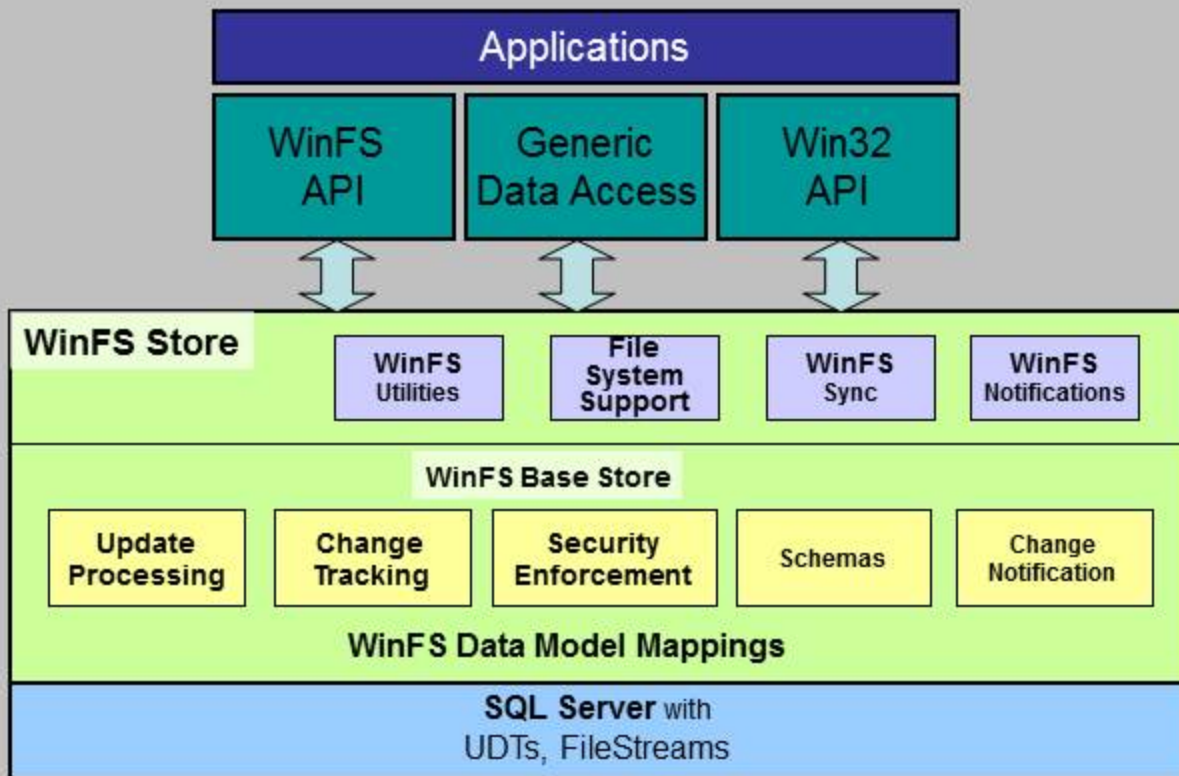 Applications
WinFS
API
Generic
Data Access
Win32
API
WinFS Store
WinFS
Utilities
File
System
Support
WinFS
Sync
WinFS
Notifications
WinFS Base Store
Update
Processing
Change
Tracking
Security
Enforcement
Schemas
Change
Notification
WinFS Data Model Mappings
SQL Server with
UDTs, FileStreams